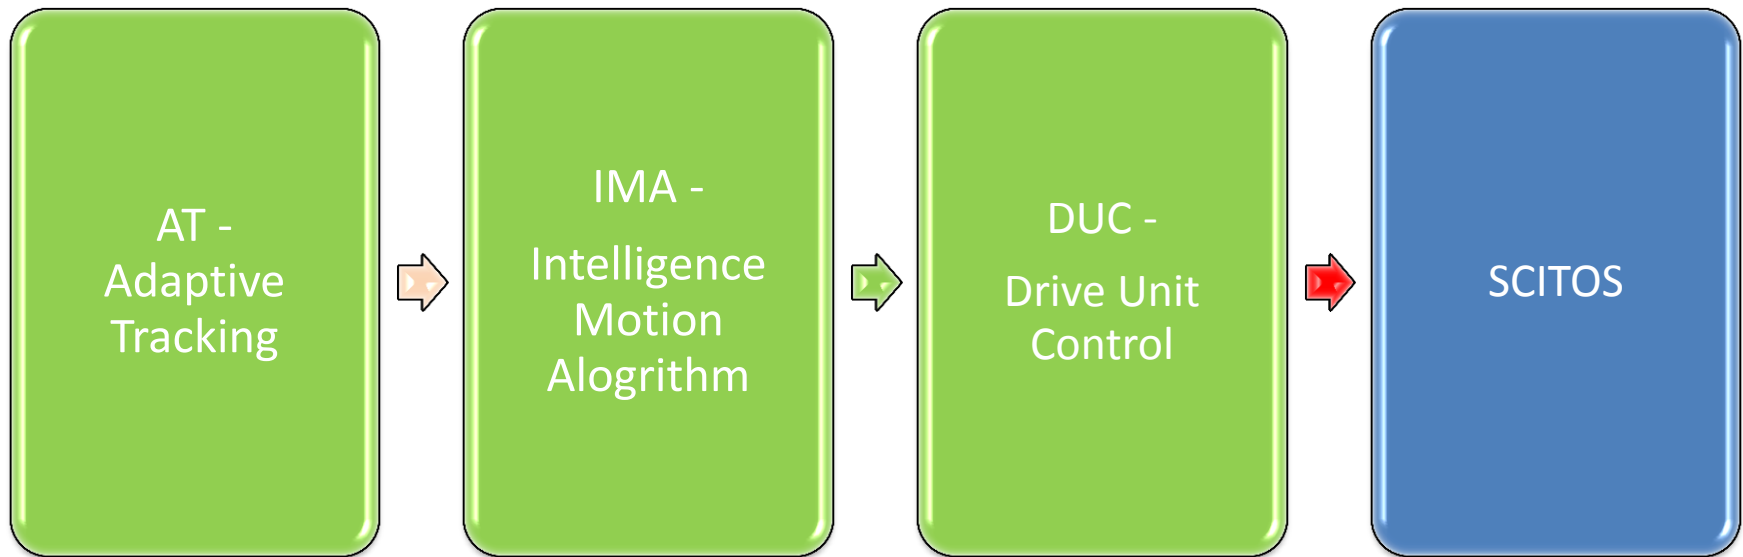 AT -
Adaptive
Tracking
IMA -
Intelligence
Motion
Alogrithm
DUC -
Drive Unit
Control
SCITOS